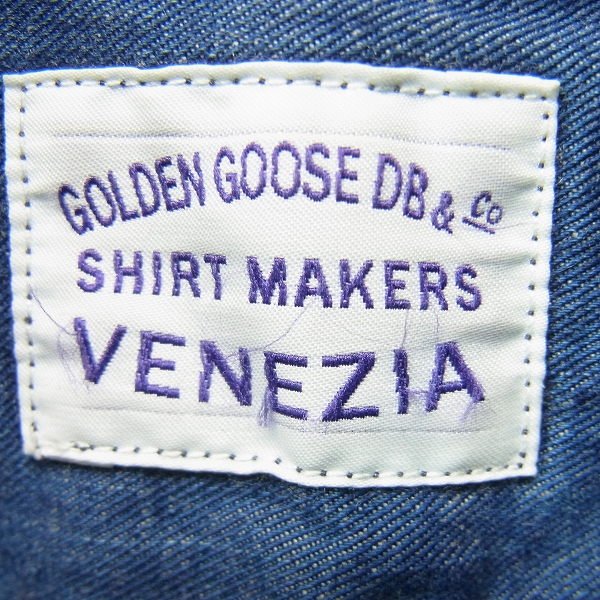 GOLDEN GOOSE DB & Co
SHIRT MAKERS
VENEZIA